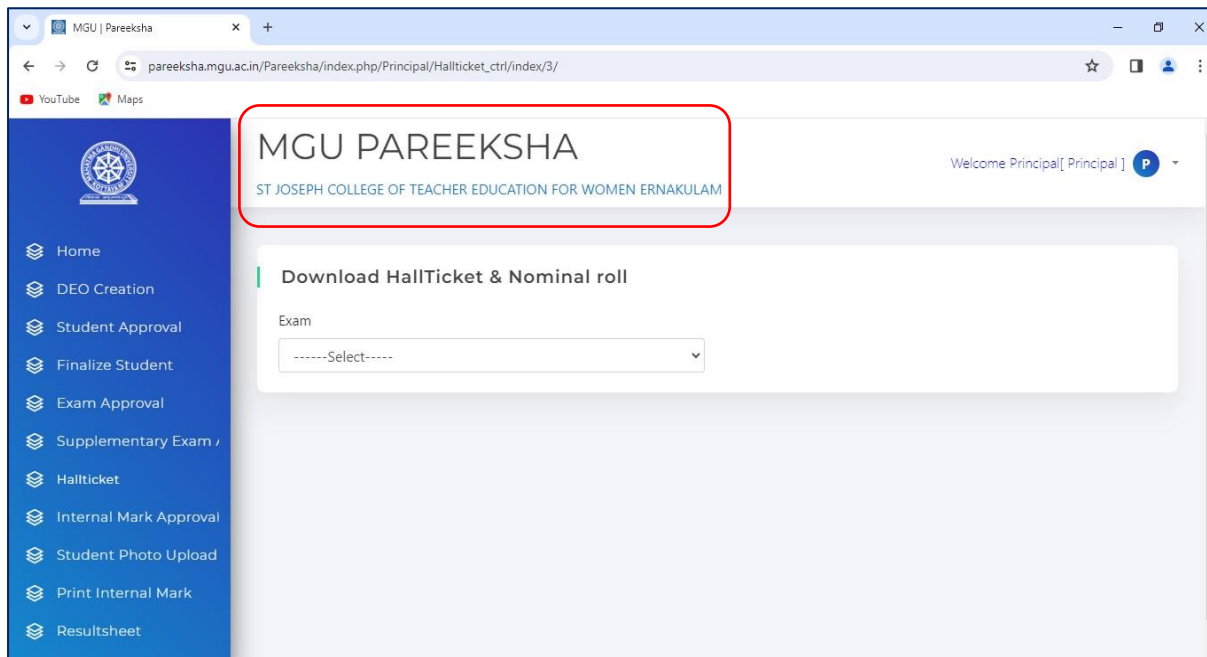 MGU | Pareeksha
pareeksha.mgu.ac.in/Pareeksha/index.php/Principal/Hallticket_ctrl/index/3/
YouTube Maps
MGU PAREEKSHA
ST JOSEPH COLLEGE OF TEACHER EDUCATION FOR WOMEN ERNAKULAM
Welcome Principal[ Principal ] P
Home
DEO Creation
Student Approval
Finalize Student
Exam Approval
Supplementary Exam
Hallticket
Internal Mark Approval
Student Photo Upload
Print Internal Mark
Resultsheet
Download HallTicket & Nominal roll
Exam
------Select-----